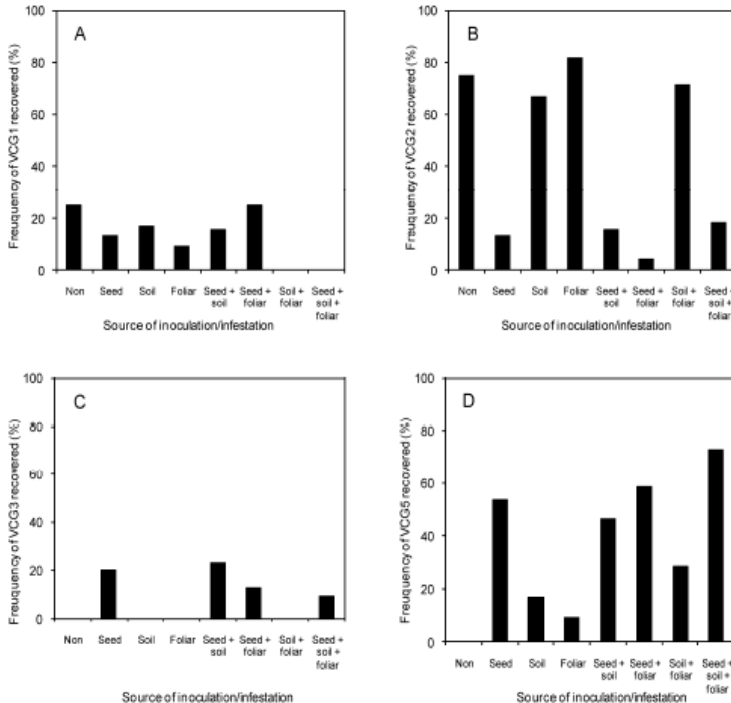 A
Freuquency of VCG1 recovered (%)
100
80
60
40
20
0
Non Seed Soil Foliar Seed + Seed + Soil + Seed +
soil foliar foliar soil +
foliar
Source of inoculation/infestation
B
Freuquency of VCG2 recovered (%)
100
80
60
40
20
0
Non Seed Soil Foliar Seed + Seed + Soil + Seed +
soil foliar foliar soil +
foliar
Source of inoculation/infestation
C
Freuquency of VCG3 recovered (%)
100
80
60
40
20
0
Non Seed Soil Foliar Seed + Seed + Soil + Seed +
soil foliar foliar soil +
foliar
Source of inoculation/infestation
D
Freuquency of VCG5 recovered (%)
100
80
60
40
20
0
Non Seed Soil Foliar Seed + Seed + Soil + Seed +
soil foliar foliar soil +
foliar
Source of inoculation/infestation